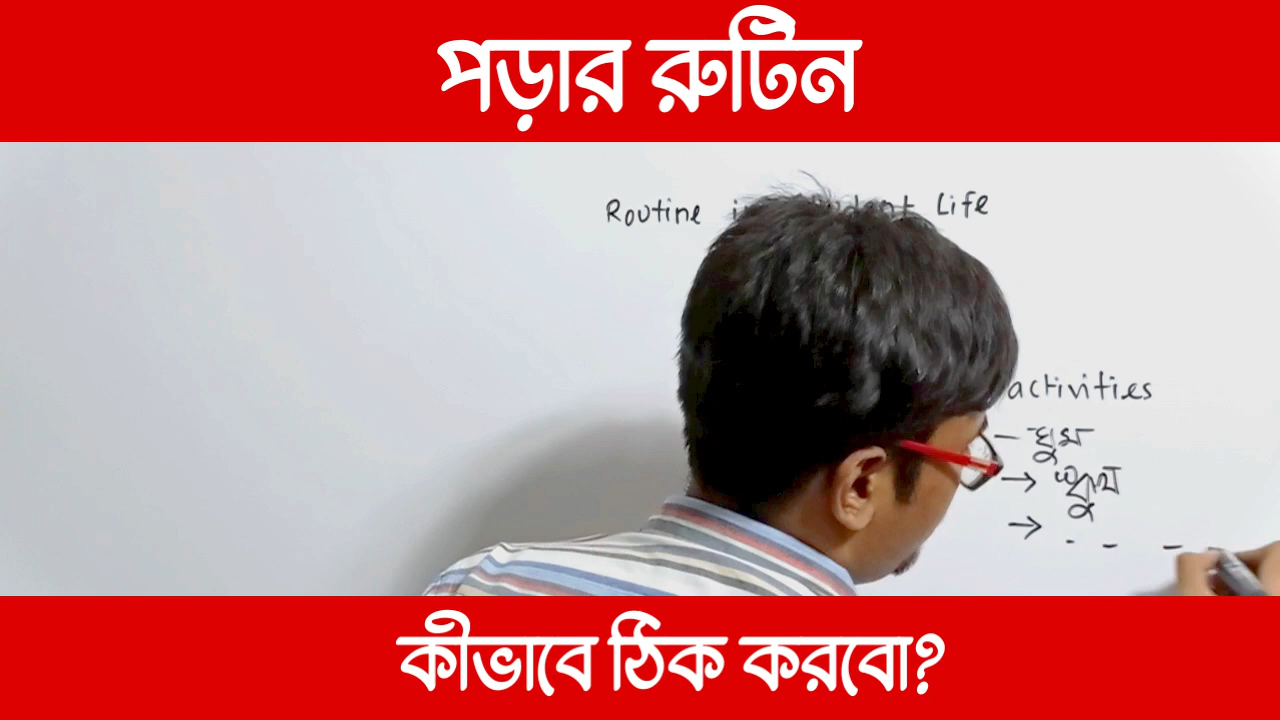 পড়ার রুটিন
Routine Life
activities
– ঘুম
→
→ . – –
কীভাবে ঠিক করবো?